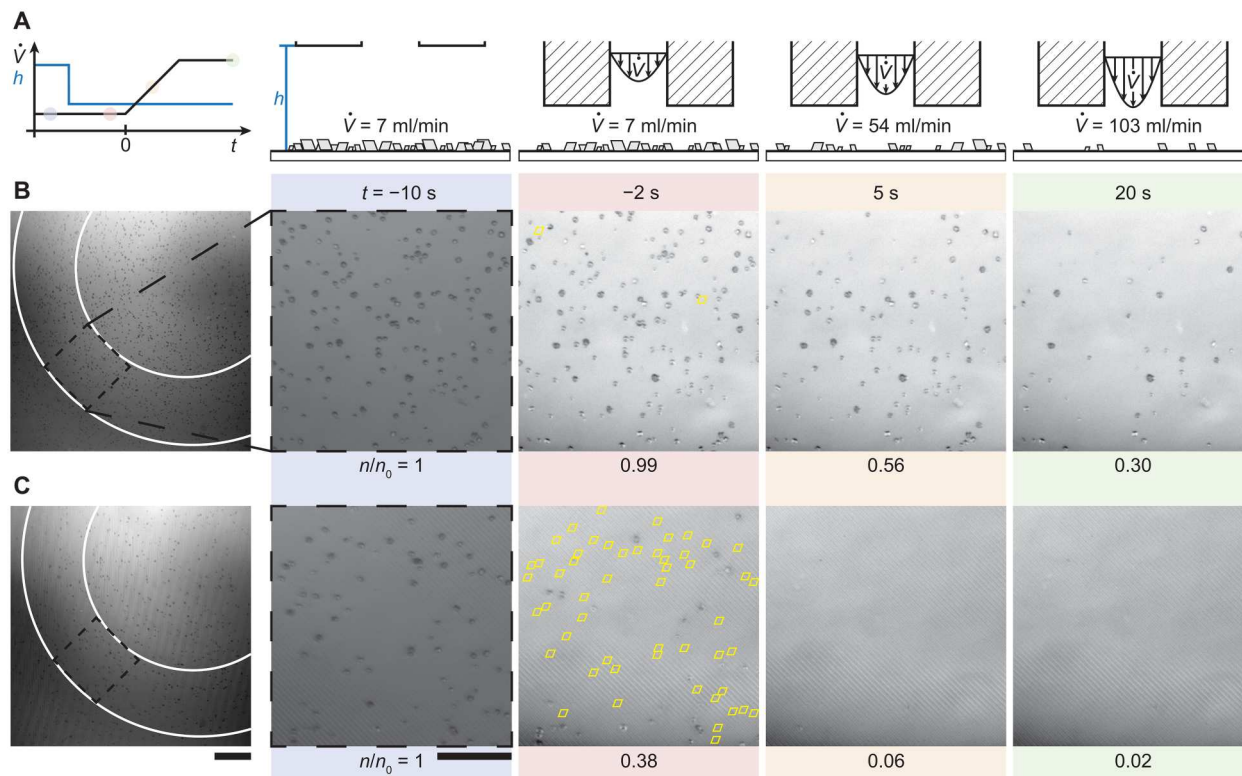 A
V̇
h
0
t
h
V̇ = 7 ml/min
V̇
V̇ = 7 ml/min
V̇
V̇ = 54 ml/min
V̇
V̇ = 103 ml/min
B
t = −10 s
−2 s
5 s
20 s
n/n₀ = 1
0.99
0.56
0.30
C
n/n₀ = 1
0.38
0.06
0.02